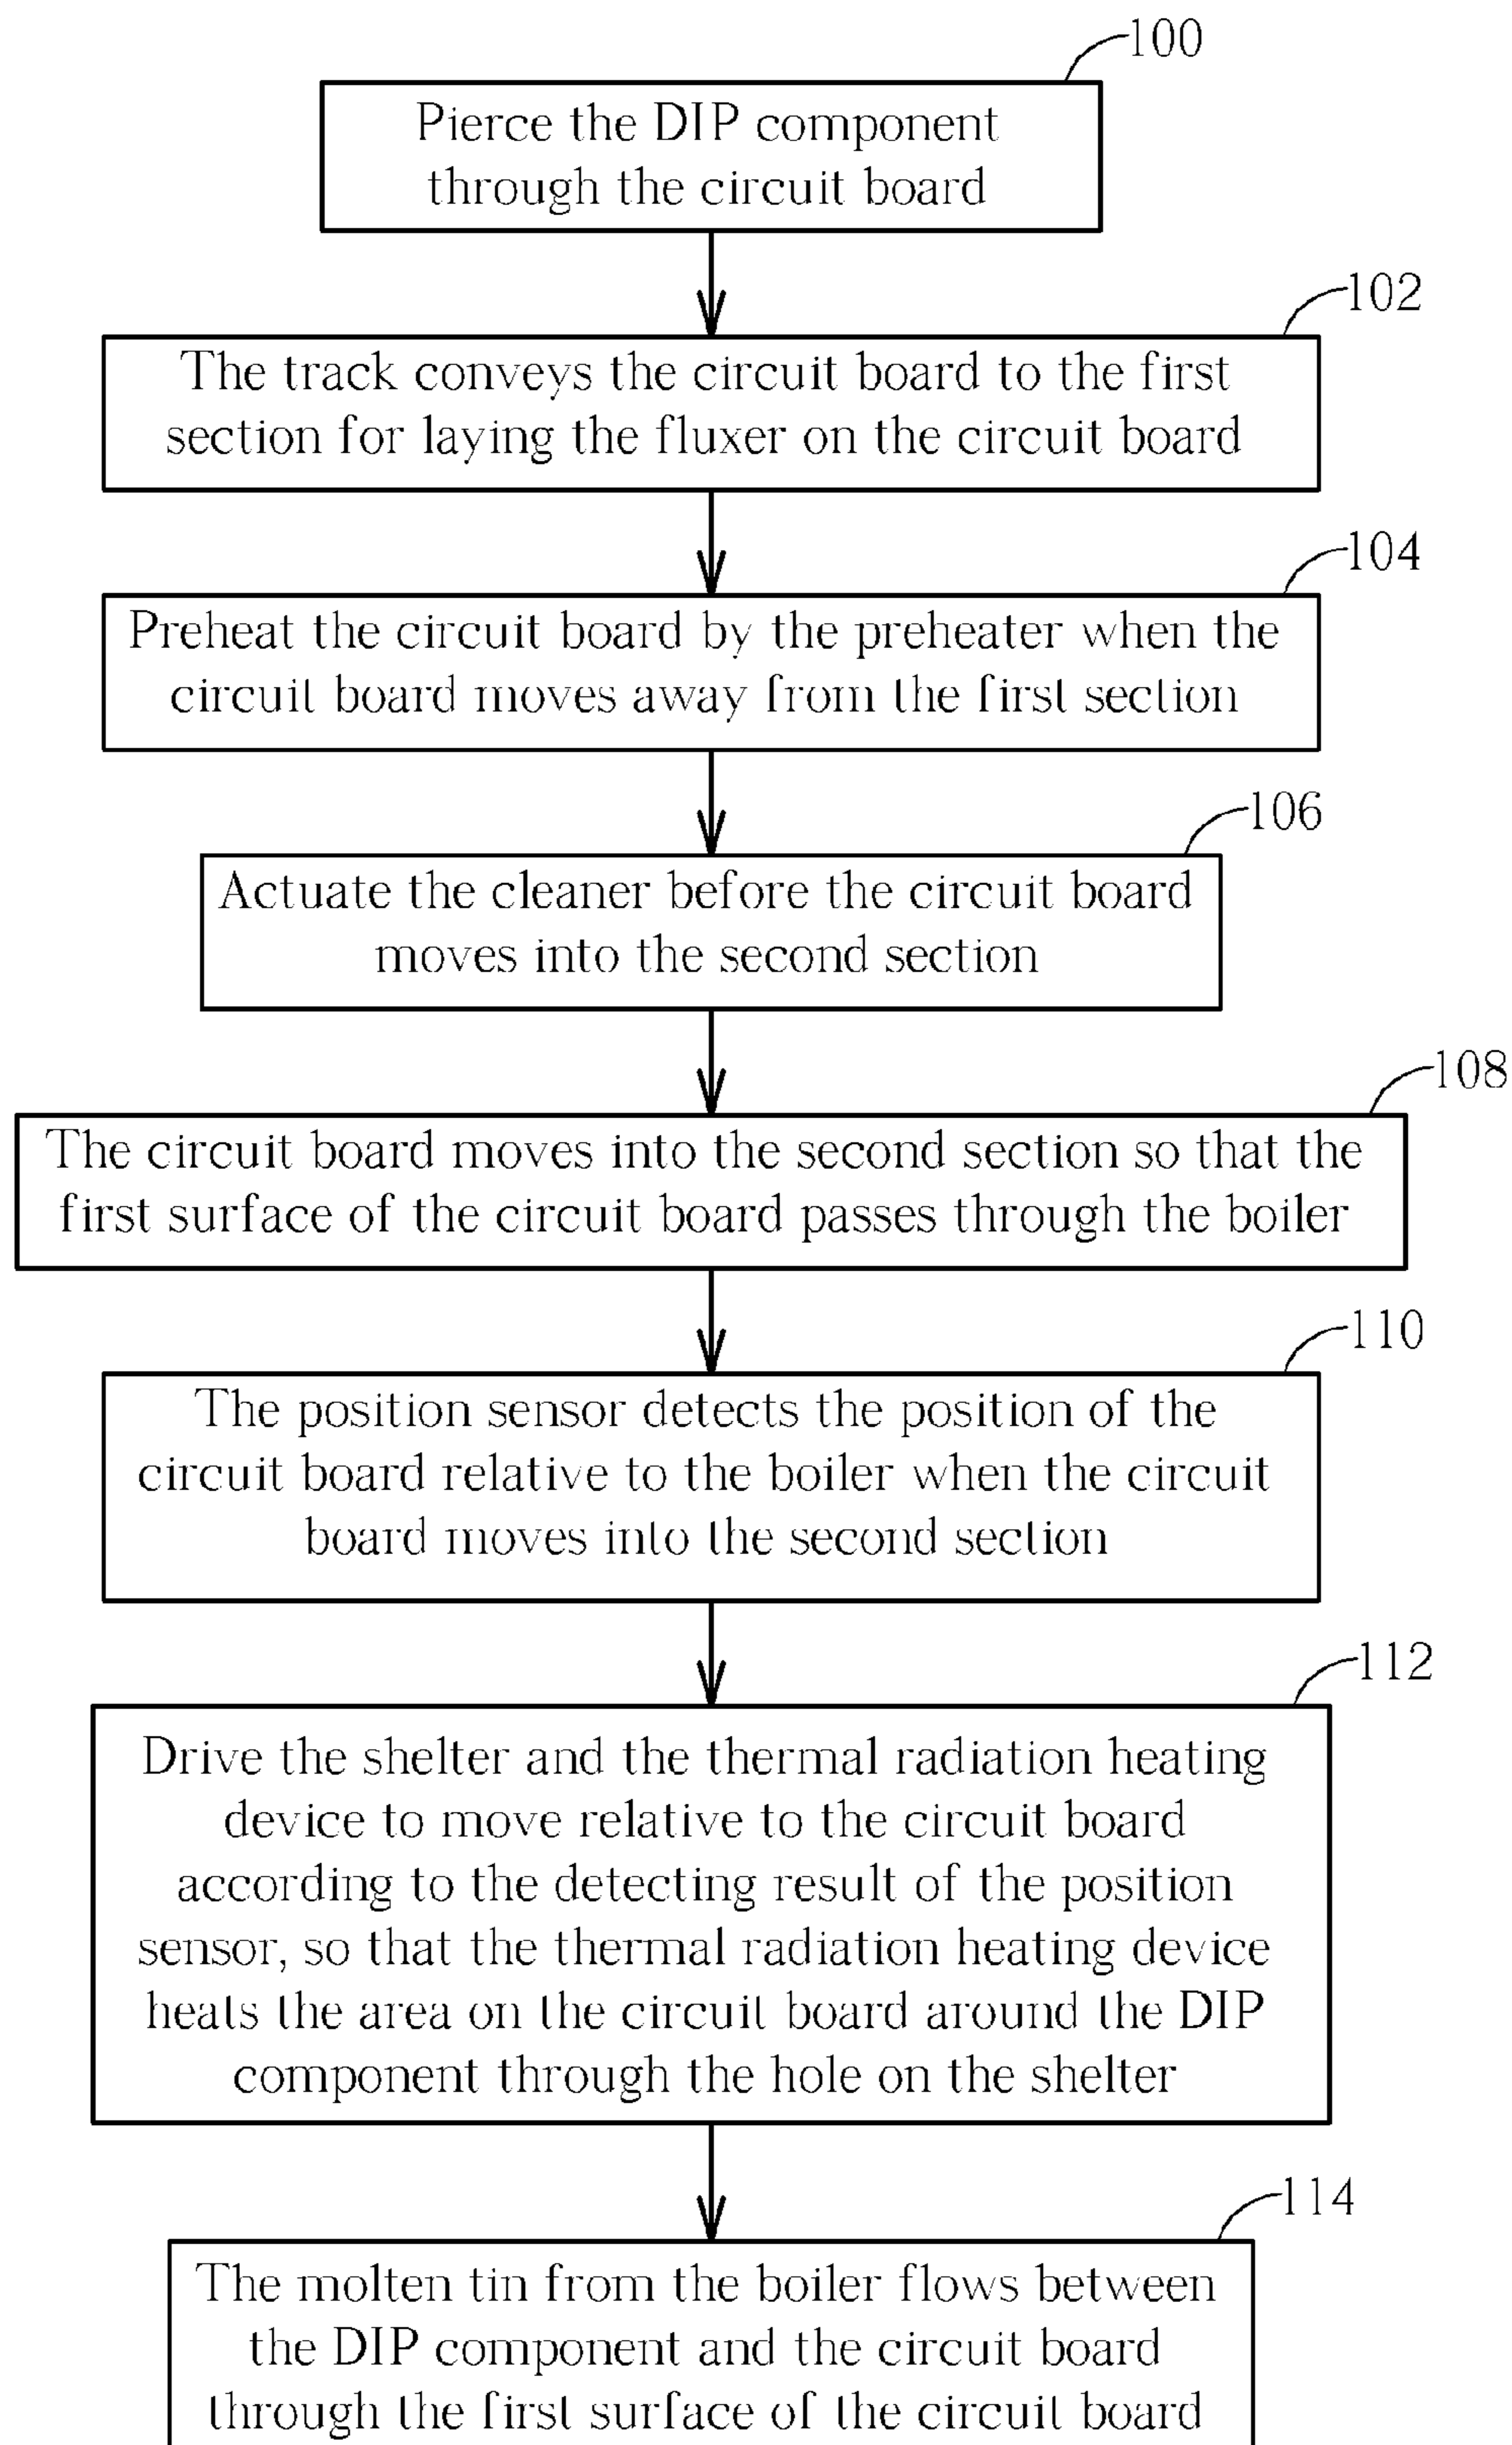 100
Pierce the DIP component
through the circuit board
102
The track conveys the circuit board to the first
section for laying the fluxer on the circuit board
104
Preheat the circuit board by the preheater when the
circuit board moves away from the first section
106
Actuate the cleaner before the circuit board
moves into the second section
108
The circuit board moves into the second section so that the
first surface of the circuit board passes through the boiler
110
The position sensor detects the position of the
circuit board relative to the boiler when the circuit
board moves into the second section
112
Drive the shelter and the thermal radiation heating
device to move relative to the circuit board
according to the detecting result of the position
sensor, so that the thermal radiation heating device
heats the area on the circuit board around the DIP
component through the hole on the shelter
114
The molten tin from the boiler flows between
the DIP component and the circuit board
through the first surface of the circuit board